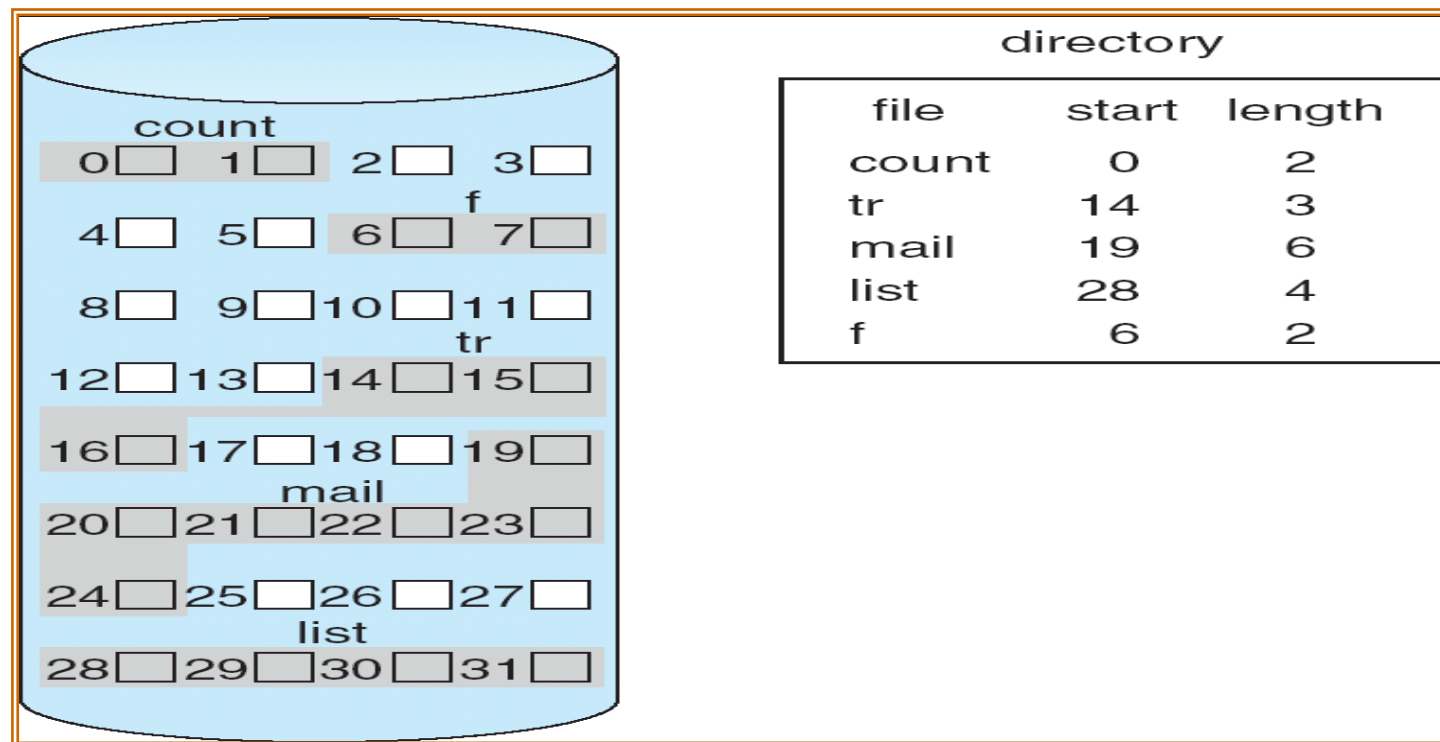 directory
count
0 1 2 3
f
4 5 6 7
8 9 10 11
tr
12 13 14 15
16 17 18 19
mail
20 21 22 23
24 25 26 27
list
28 29 30 31
file start length
count 0 2
tr 14 3
mail 19 6
list 28 4
f 6 2